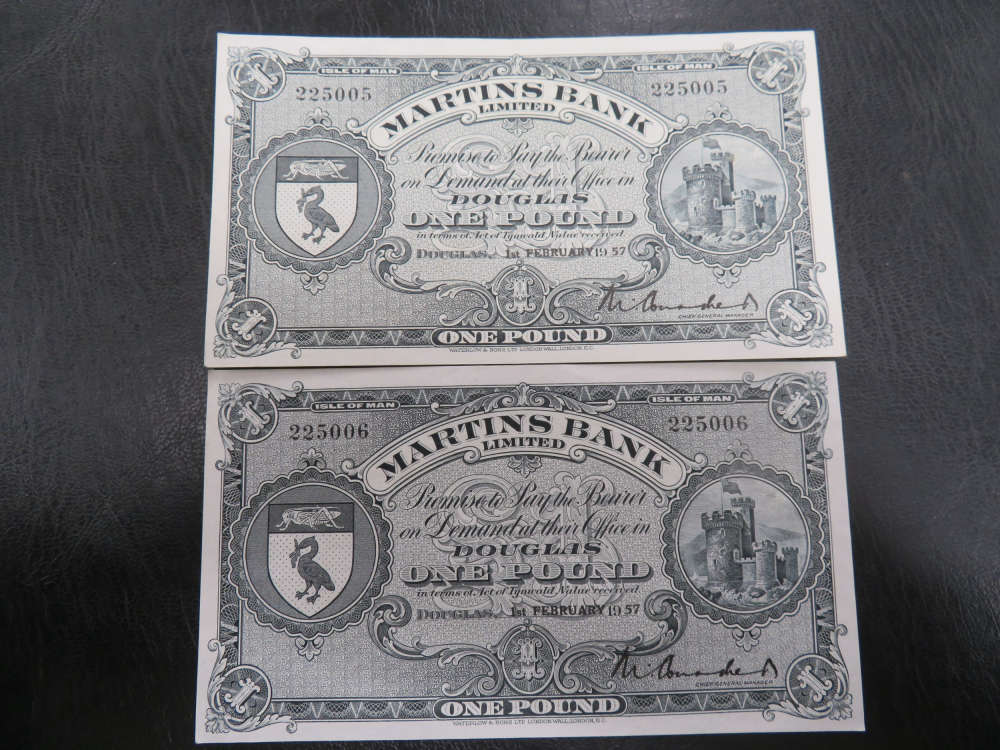 ISLE OF MAN ISLE OF MAN
225005 225005
MARTINS BANK
LIMITED
Promise to Pay the Bearer
on Demand at their Office in
DOUGLAS
ONE POUND
in terms of Act of Tynwald, Value received.
DOUGLAS, 1st FEBRUARY 1957
CHIEF GENERAL MANAGER
ONE POUND
WATERLOW & SONS LTD LONDON WALL, LONDON, E.C.
ISLE OF MAN ISLE OF MAN
225006 225006
MARTINS BANK
LIMITED
Promise to Pay the Bearer
on Demand at their Office in
DOUGLAS
ONE POUND
in terms of Act of Tynwald, Value received.
DOUGLAS, 1st FEBRUARY 1957
CHIEF GENERAL MANAGER
ONE POUND
WATERLOW & SONS LTD LONDON WALL, LONDON, E.C.